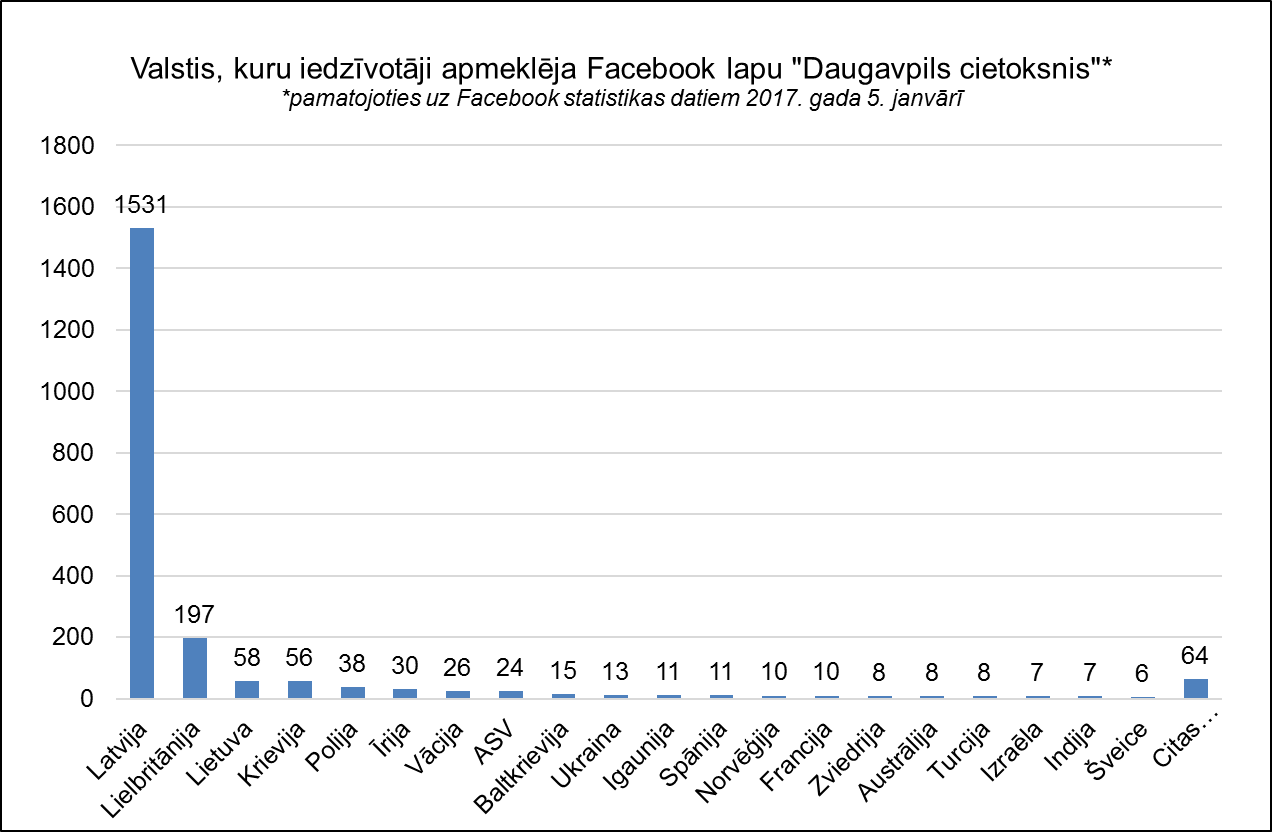 Valstis, kuru iedzīvotāji apmeklēja Facebook lapu "Daugavpils cietoksnis"*
*pamatojoties uz Facebook statistikas datiem 2017. gada 5. janvārī
1800
1600
1400
1200
1000
800
600
400
200
0
1531
197
58
56
38
30
26
24
15
13
11
11
10
10
8
8
8
7
7
6
64
Latvija
Lielbritānija
Lietuva
Krievija
Polija
Īrija
Vācija
ASV
Baltkrievija
Ukraina
Igaunija
Spānija
Norvēģija
Francija
Zviedrija
Austrālija
Turcija
Izraēla
Indija
Šveice
Citas…